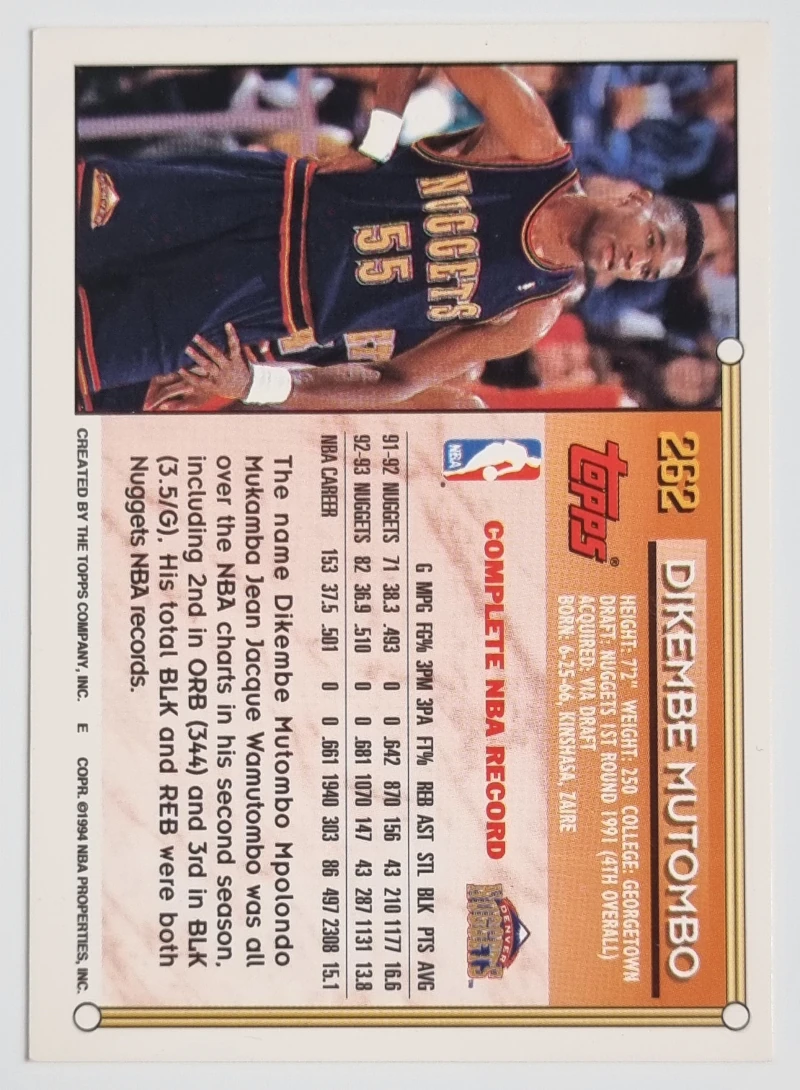 262
DIKEMBE MUTOMBO
topps®
HEIGHT: 7'2" WEIGHT: 250 COLLEGE: GEORGETOWN
DRAFT: NUGGETS 1ST ROUND 1991 (4TH OVERALL)
ACQUIRED: VIA DRAFT
BORN: 6-25-66, KINSHASA, ZAIRE
NBA
COMPLETE NBA RECORD
DENVER
NUGGETS
G MPG FG% 3PM 3PA FT% REB AST STL BLK PTS AVG
91-92 NUGGETS 71 38.3 .493 0 0 .642 870 156 43 210 1177 16.6
92-93 NUGGETS 82 36.9 .510 0 0 .681 1070 147 43 287 1131 13.8
NBA CAREER 153 37.5 .501 0 0 .661 1940 303 86 497 2308 15.1
The name Dikembe Mutombo Mpolondo
Mukamba Jean Jacque Wamutombo was all
over the NBA charts in his second season,
including 2nd in ORB (344) and 3rd in BLK
(3.5/G). His total BLK and REB were both
Nuggets NBA records.
CREATED BY THE TOPPS COMPANY, INC. E COPR. ©1994 NBA PROPERTIES, INC.
NUGGETS
55